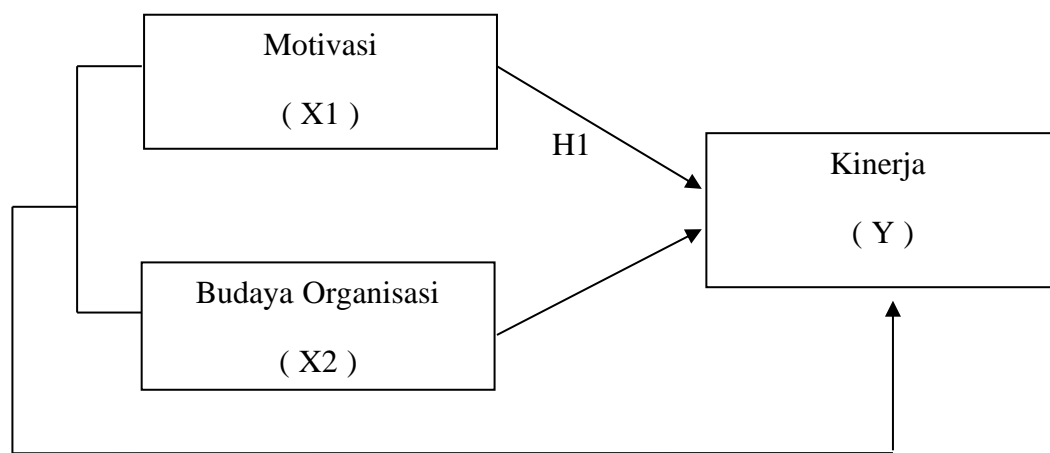 Motivasi
( X1 )
H1
Kinerja
( Y )
Budaya Organisasi
( X2 )